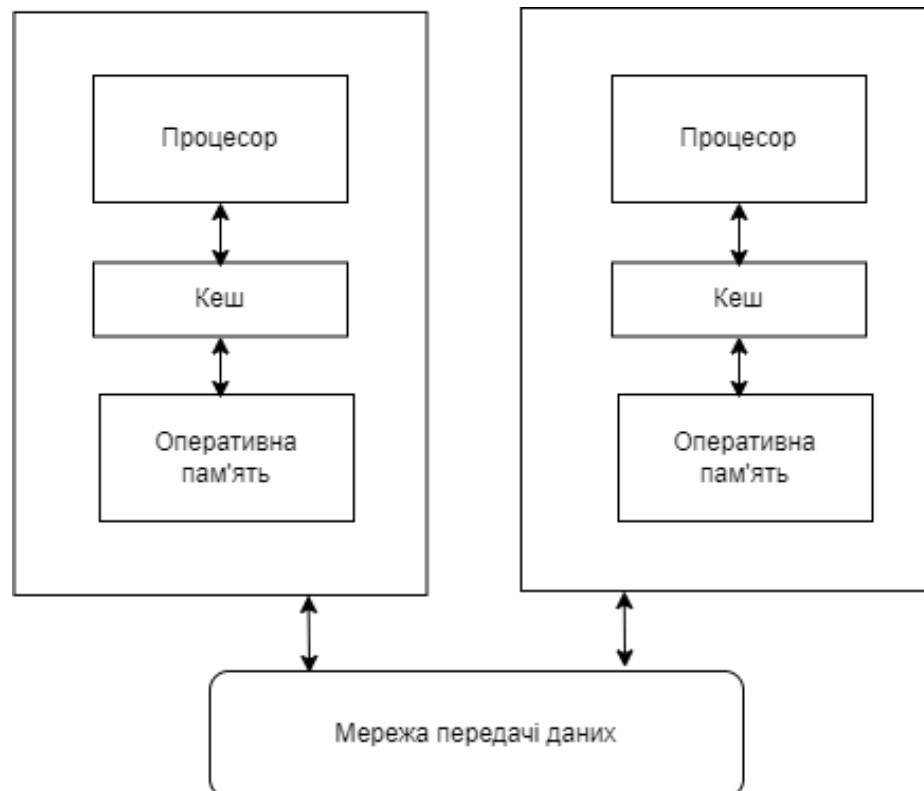 Процесор
Процесор
Кеш
Кеш
Оперативна
пам'ять
Оперативна
пам'ять
Мережа передачі даних